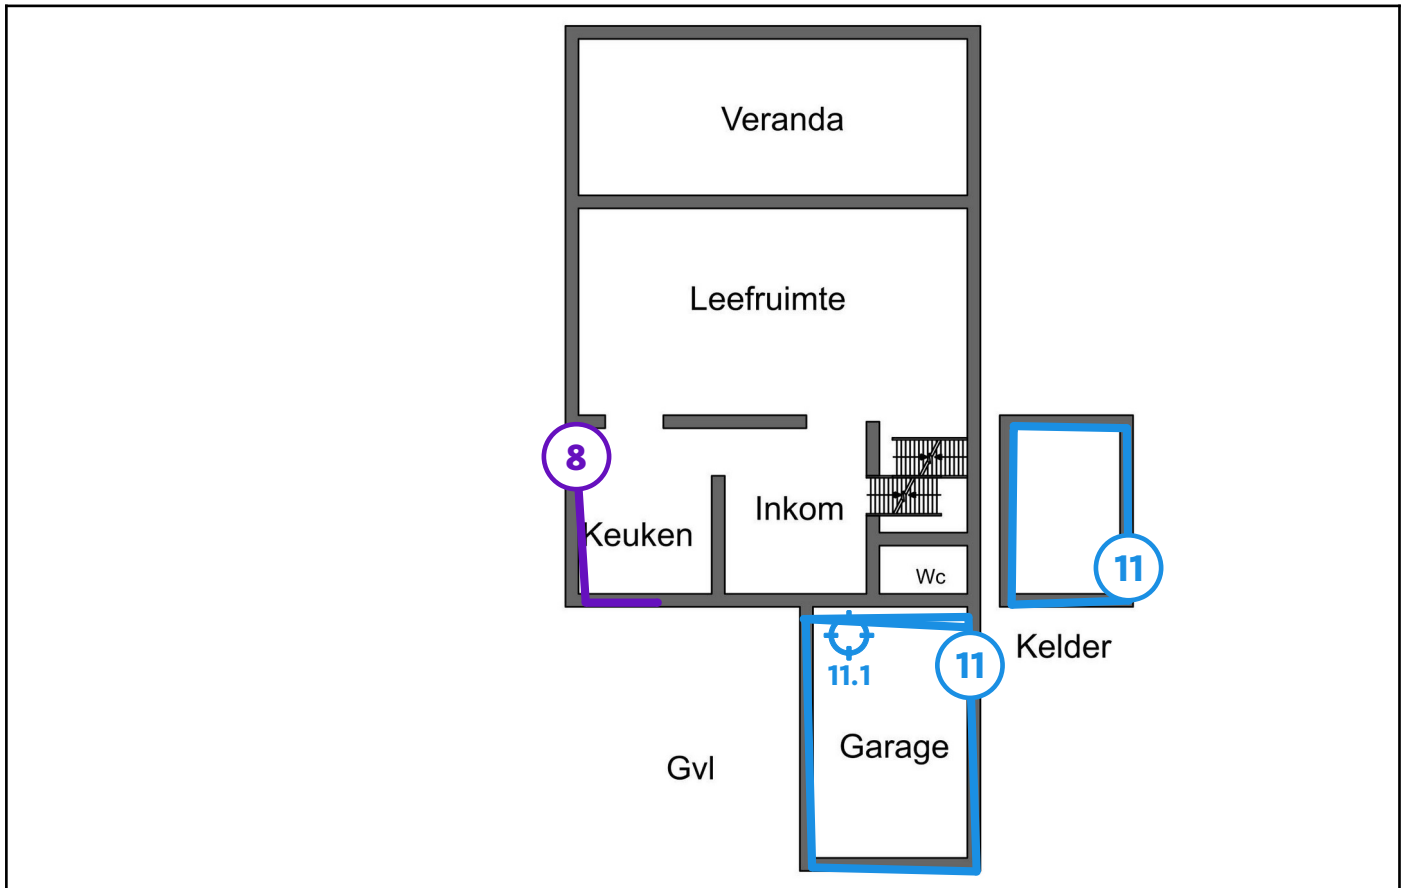 Veranda
Leefruimte
8
Keuken
Inkom
Wc
11
Kelder
11
11.1
Garage
Gvl